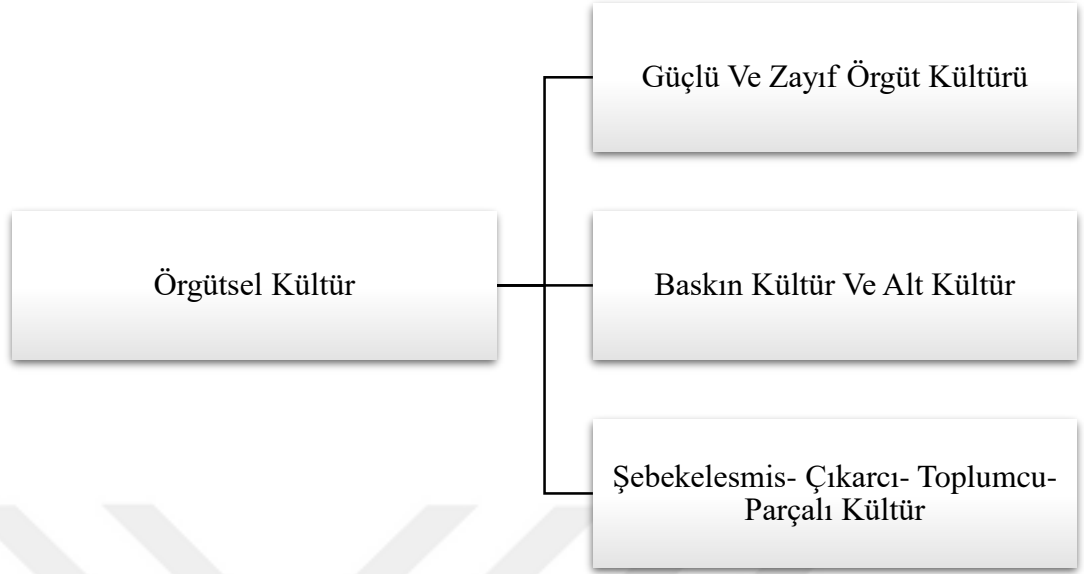 Güçlü Ve Zayıf Örgüt Kültürü
Örgütsel Kültür
Baskın Kültür Ve Alt Kültür
Şebekelesmis- Çıkarcı- Toplumcu-
Parçalı Kültür